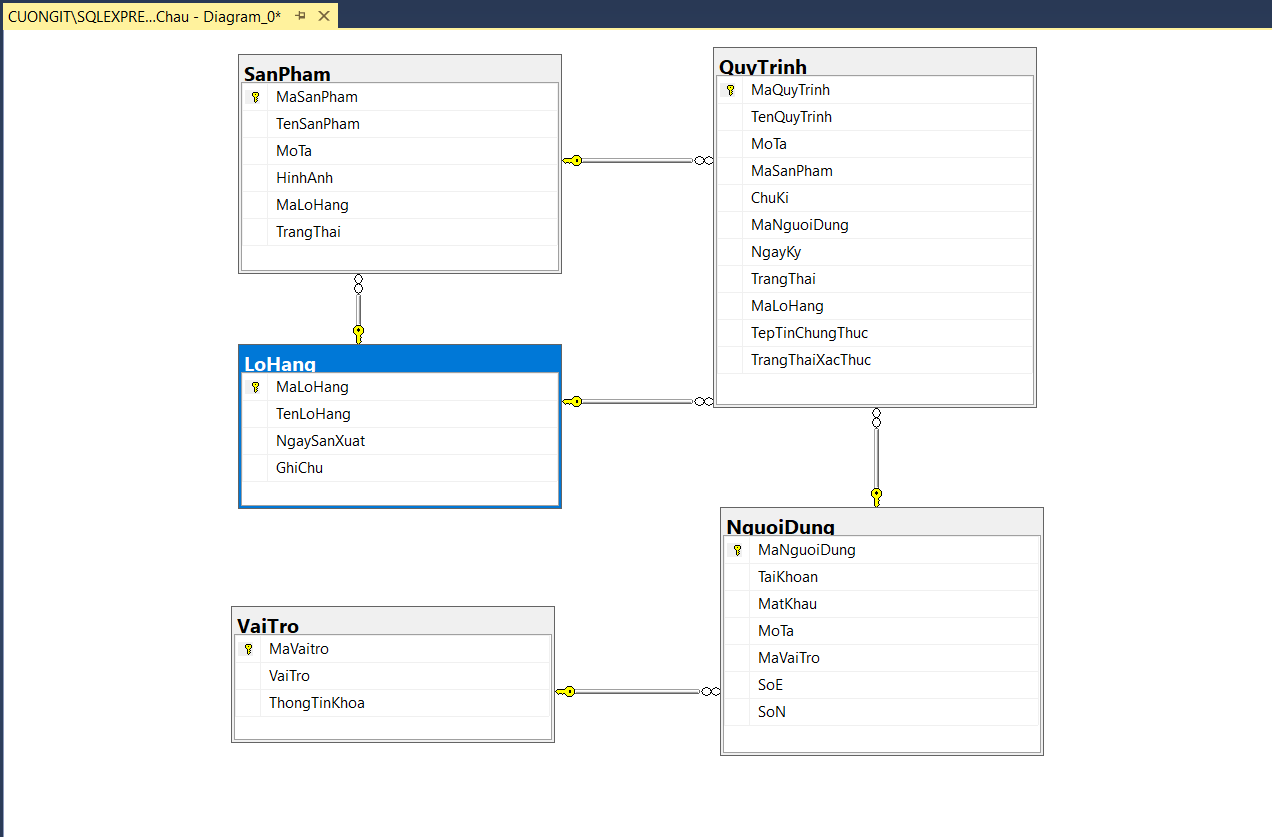 CUONGIT\SQLEXPRE...Chau - Diagram_0*
SanPham
MaSanPham
TenSanPham
MoTa
HinhAnh
MaLoHang
TrangThai
QuyTrinh
MaQuyTrinh
TenQuyTrinh
MoTa
MaSanPham
ChuKi
MaNguoiDung
NgayKy
TrangThai
MaLoHang
TepTinChungThuc
TrangThaiXacThuc
LoHang
MaLoHang
TenLoHang
NgaySanXuat
GhiChu
NguoiDung
MaNguoiDung
TaiKhoan
MatKhau
MoTa
MaVaiTro
SoE
SoN
VaiTro
MaVaitro
VaiTro
ThongTinKhoa